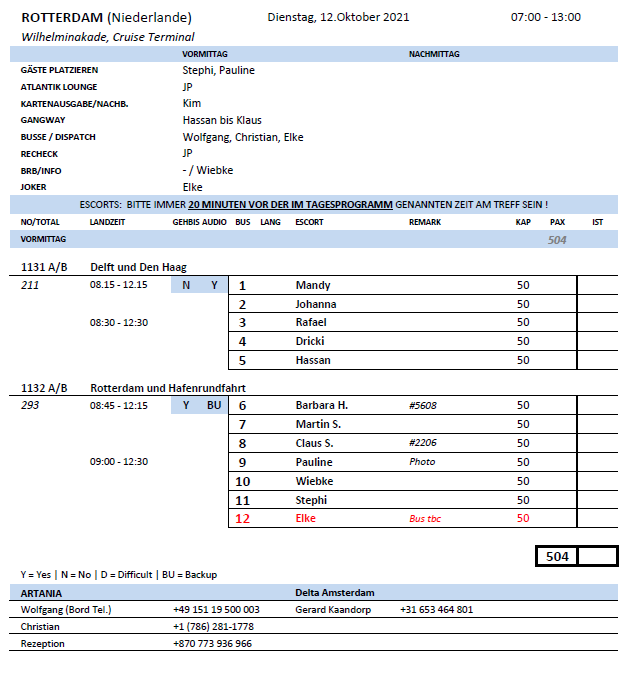 ROTTERDAM (Niederlande) Dienstag, 12.Oktober 2021 07:00 - 13:00
Wilhelminakade, Cruise Terminal
VORMITTAG NACHMITTAG
GÄSTE PLATZIEREN Stephi, Pauline
ATLANTIK LOUNGE JP
KARTENAUSGABE/NACHB. Kim
GANGWAY Hassan bis Klaus
BUSSE / DISPATCH Wolfgang, Christian, Elke
RECHECK JP
BRB/INFO - / Wiebke
JOKER Elke
ESCORTS: BITTE IMMER 20 MINUTEN VOR DER IM TAGESPROGRAMM GENANNTEN ZEIT AM TREFF SEIN !
NO/TOTAL LANDZEIT GEHBIS AUDIO BUS LANG ESCORT REMARK KAP PAX IST
VORMITTAG 504
1131 A/B Delft und Den Haag
211 08.15 - 12.15 N Y 1 Mandy 50
2 Johanna 50
08:30 - 12:30 3 Rafael 50
4 Dricki 50
5 Hassan 50
1132 A/B Rotterdam und Hafenrundfahrt
293 08:45 - 12:15 Y BU 6 Barbara H. #5608 50
7 Martin S. 50
8 Claus S. #2206 50
09:00 - 12:30 9 Pauline Photo 50
10 Wiebke 50
11 Stephi 50
12 Elke Bus tbc 50
504
Y = Yes | N = No | D = Difficult | BU = Backup
ARTANIA Delta Amsterdam
Wolfgang (Bord Tel.) +49 151 19 500 003 Gerard Kaandorp +31 653 464 801
Christian +1 (786) 281-1778
Rezeption +870 773 936 966